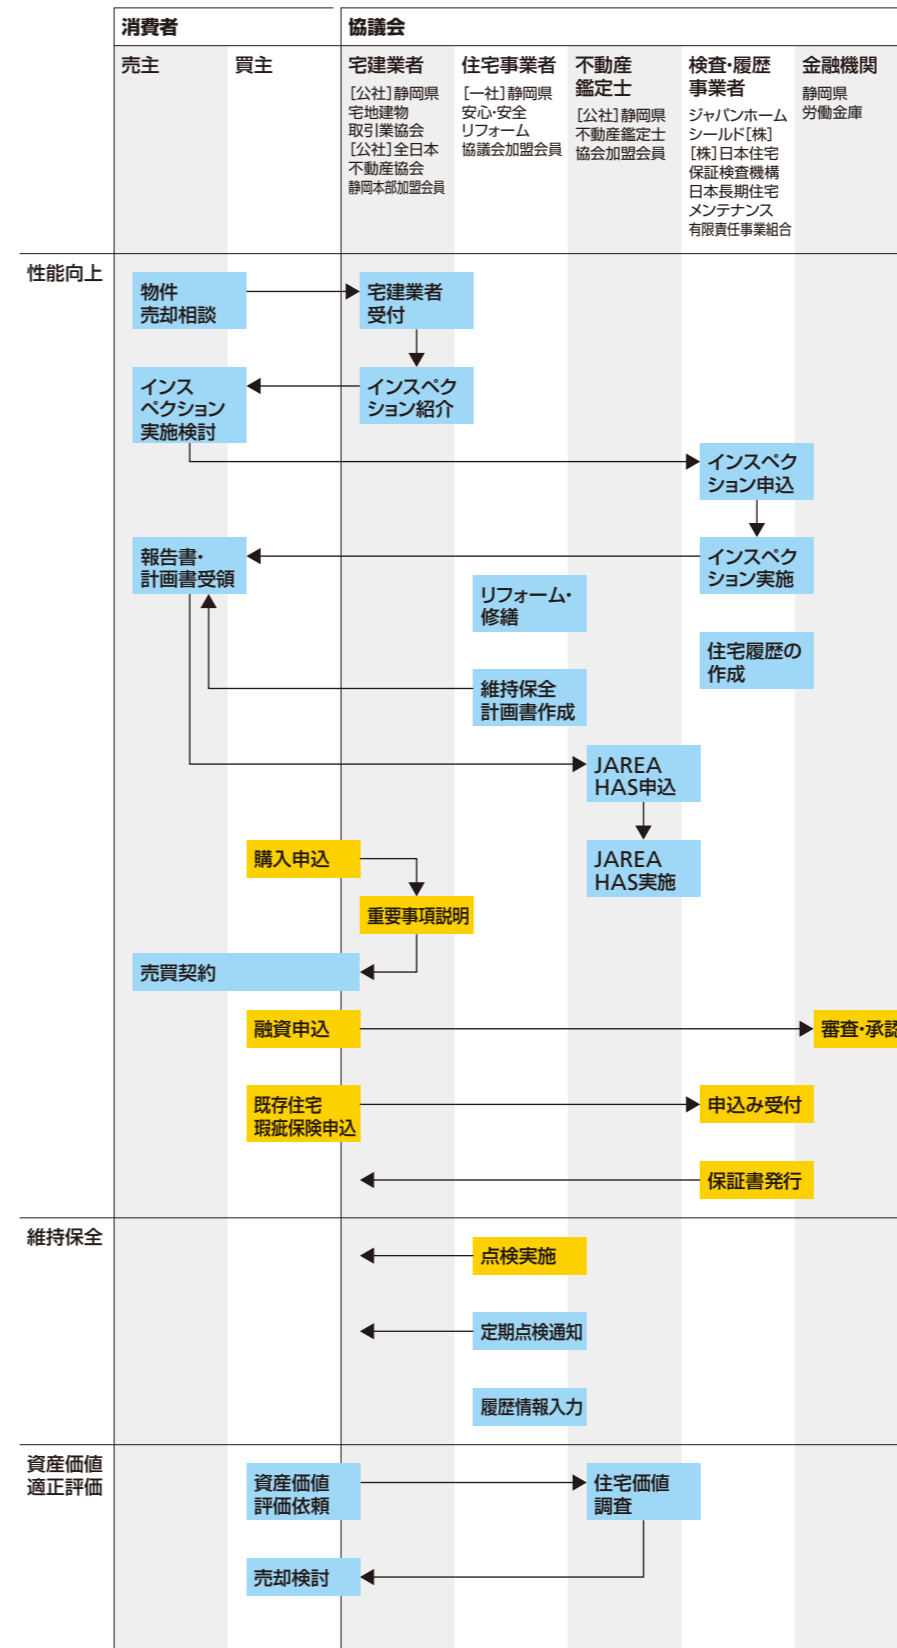 消費者
協議会
売主
買主
宅建業者
[公社]静岡県
宅地建物
取引業協会
[公社]全日本
不動産協会
静岡本部加盟会員
住宅事業者
[一社]静岡県
安心・安全
リフォーム
協議会加盟会員
不動産
鑑定士
[公社]静岡県
不動産鑑定士
協会加盟会員
検査・履歴
事業者
ジャパンホーム
シールド[株]
[株]日本住宅
保証検査機構
日本長期住宅
メンテナンス
有限責任事業組合
金融機関
静岡県
労働金庫
性能向上
物件
売却相談
宅建業者
受付
インス
ペクション
実施検討
インスペク
ション紹介
インスペク
ション申込
報告書・
計画書受領
インスペク
ション実施
リフォーム・
修繕
住宅履歴の
作成
維持保全
計画書作成
JAREA
HAS申込
購入申込
JAREA
HAS実施
重要事項説明
売買契約
融資申込
審査・承認
既存住宅
瑕疵保険申込
申込み受付
保証書発行
維持保全
点検実施
定期点検通知
履歴情報入力
資産価値
適正評価
資産価値
評価依頼
住宅価値
調査
売却検討